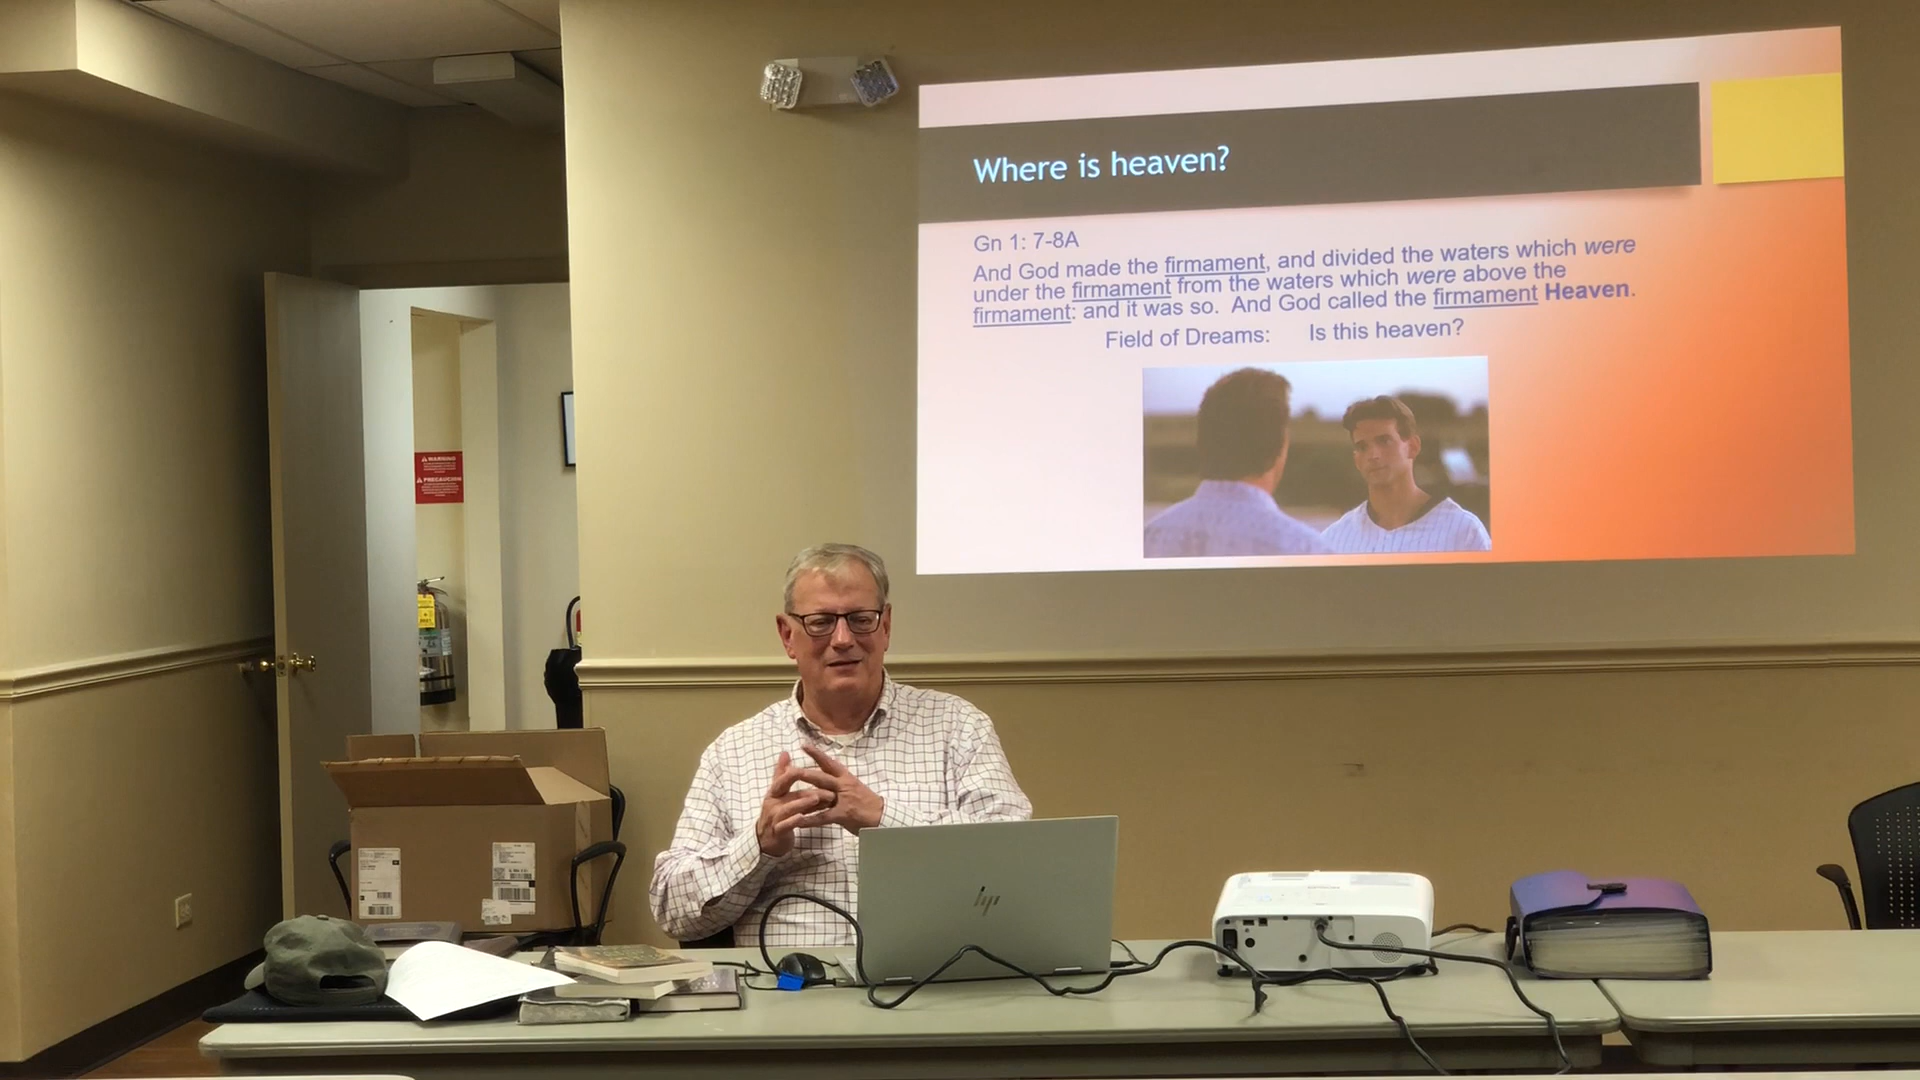 Where is heaven?
Gn 1: 7-8A
And God made the firmament, and divided the waters which were
under the firmament from the waters which were above the
firmament: and it was so. And God called the firmament Heaven.
Field of Dreams: Is this heaven?
WARNING
PRECAUCION
hp